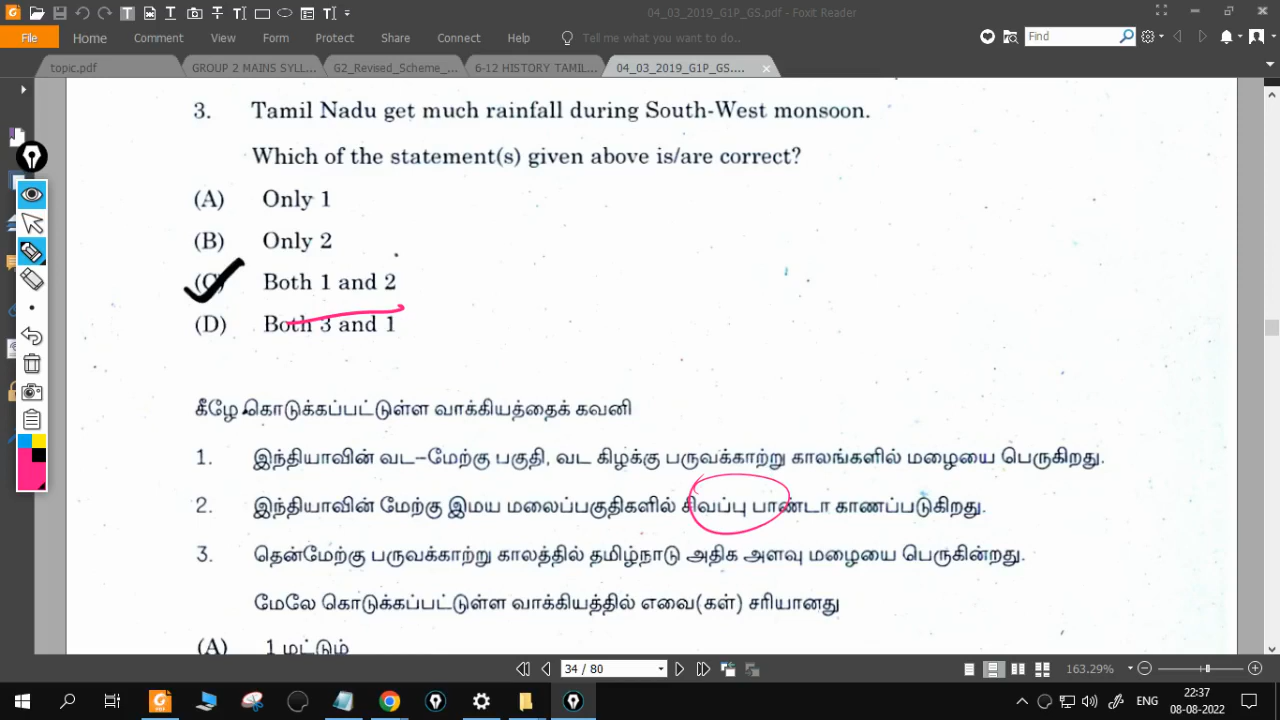 04_03_2019_G1P_GS.pdf - Foxit Reader
File Home Comment View Form Protect Share Connect Help Tell me what you want to do.. Find
topic.pdf GROUP 2 MAINS SYLL... G2_Revised_Scheme_... 6-12 HISTORY TAMIL... 04_03_2019_G1P_GS....
3. Tamil Nadu get much rainfall during South-West monsoon.
Which of the statement(s) given above is/are correct?
(A) Only 1
(B) Only 2
(C) Both 1 and 2
(D) Both 3 and 1
கீழே கொடுக்கப்பட்டுள்ள வாக்கியத்தைக் கவனி
1. இந்தியாவின் வட-மேற்கு பகுதி, வட கிழக்கு பருவக்காற்று காலங்களில் மழையை பெருகிறது.
2. இந்தியாவின் மேற்கு இமய மலைப்பகுதிகளில் சிவப்பு பாண்டா காணப்படுகிறது.
3. தென்மேற்கு பருவக்காற்று காலத்தில் தமிழ்நாடு அதிக அளவு மழையை பெருகின்றது.
மேலே கொடுக்கப்பட்டுள்ள வாக்கியத்தில் எவை(கள்) சரியானது
(A) 1 மட்டும்
34 / 80 163.29%
ENG 22:37
08-08-2022